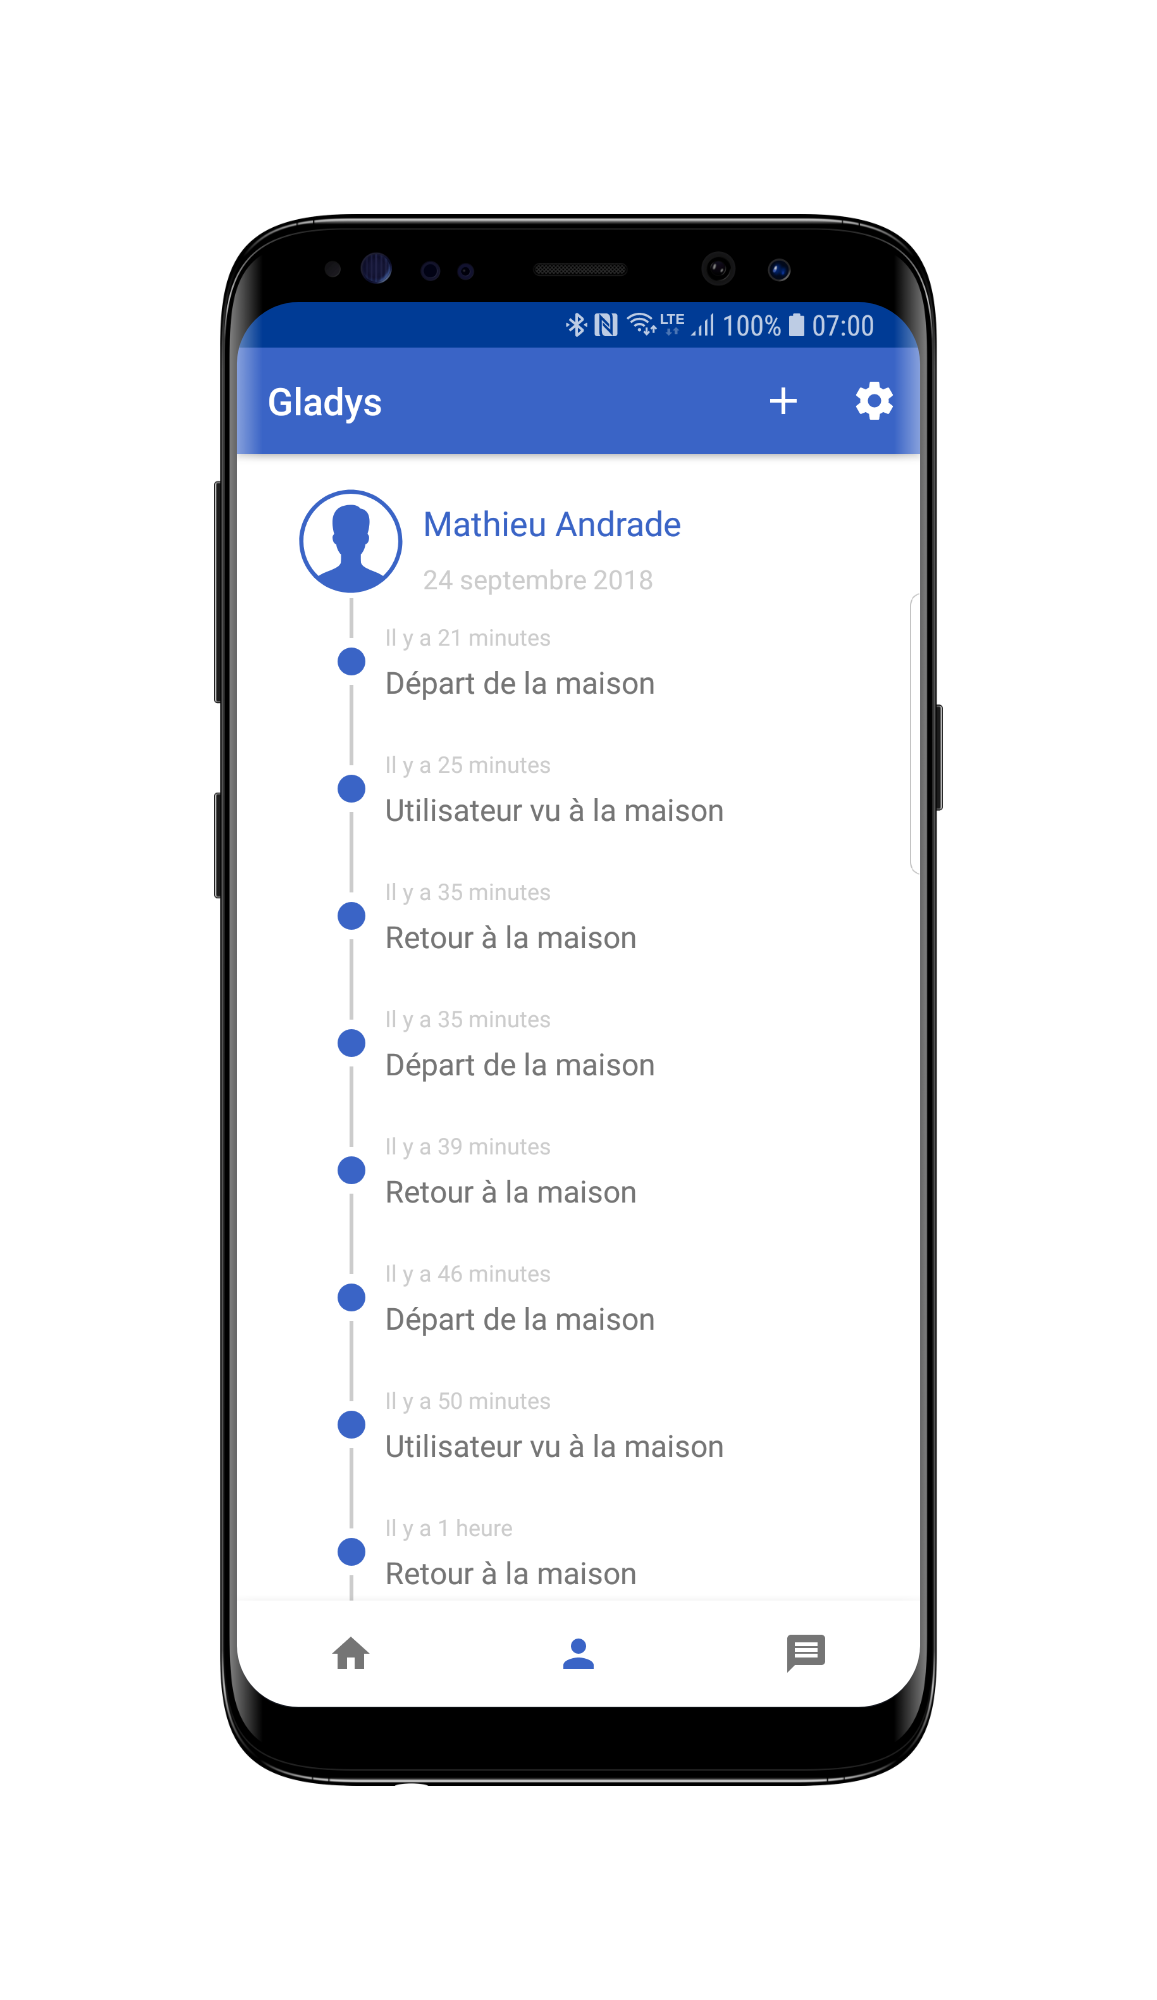 LTE 100% 07:00
Gladys
Mathieu Andrade
24 septembre 2018
Il y a 21 minutes
Départ de la maison
Il y a 25 minutes
Utilisateur vu à la maison
Il y a 35 minutes
Retour à la maison
Il y a 35 minutes
Départ de la maison
Il y a 39 minutes
Retour à la maison
Il y a 46 minutes
Départ de la maison
Il y a 50 minutes
Utilisateur vu à la maison
Il y a 1 heure
Retour à la maison